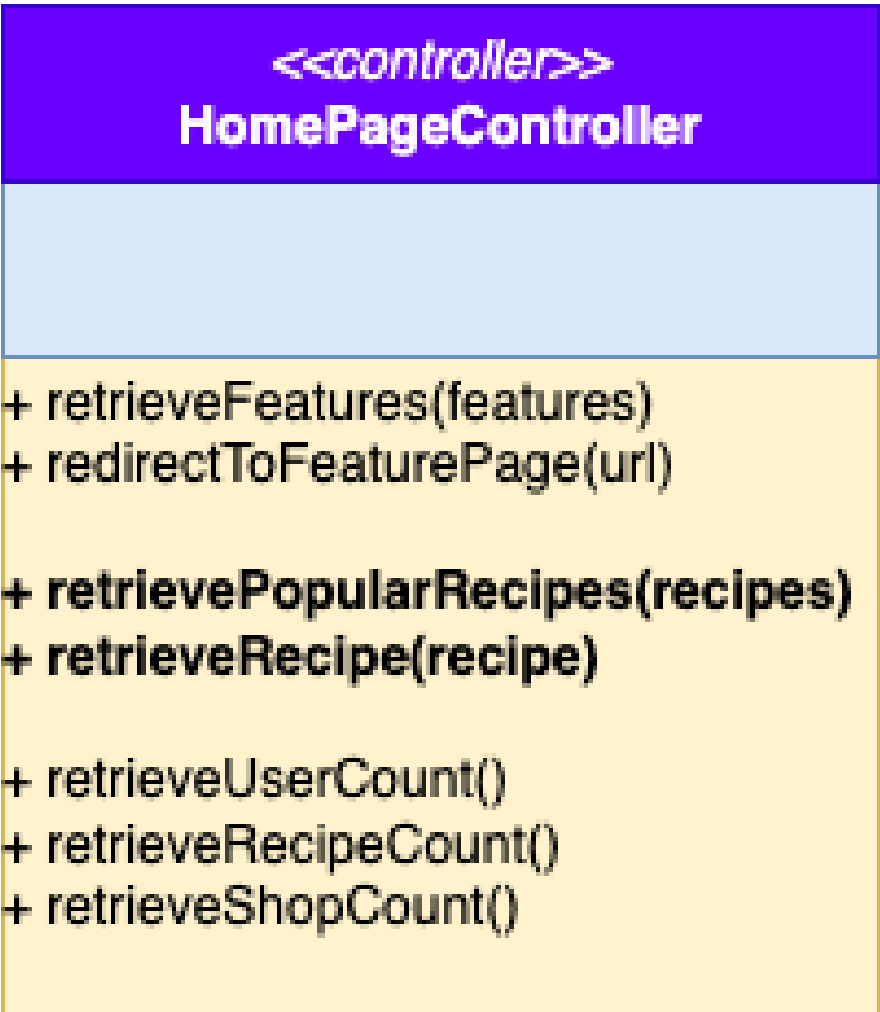 <<controller>>
HomePageController
+ retrieveFeatures(features)
+ redirectToFeaturePage(url)
+ retrievePopularRecipes(recipes)
+ retrieveRecipe(recipe)
+ retrieveUserCount()
+ retrieveRecipeCount()
+ retrieveShopCount()